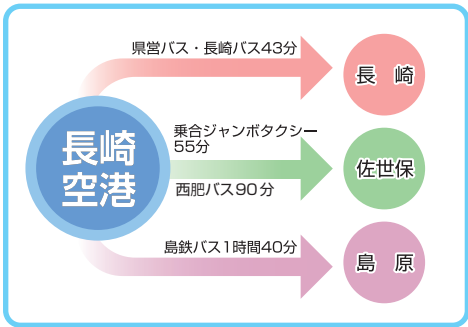 県営バス・長崎バス43分
長崎
長崎
空港
乗合ジャンボタクシー
55分
佐世保
西肥バス90分
島鉄バス1時間40分
島原